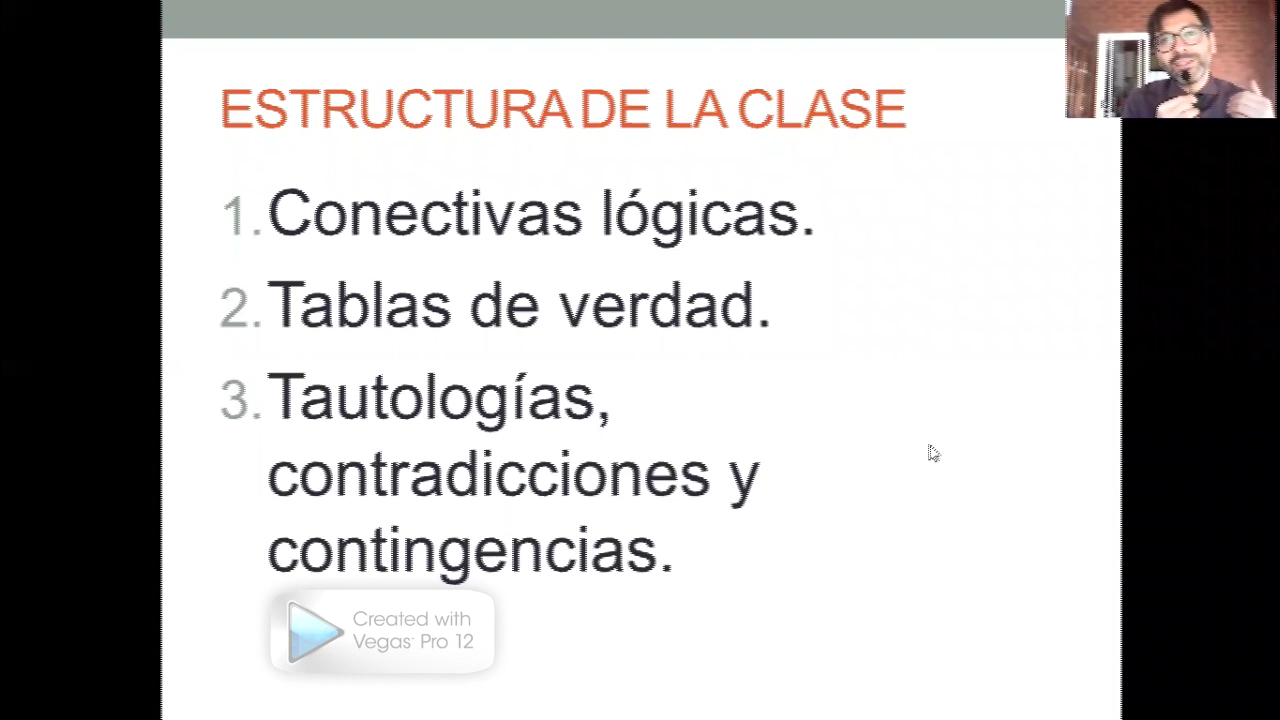 ESTRUCTURA DE LA CLASE
1. Conectivas lógicas.
2. Tablas de verdad.
3. Tautologías,
contradicciones y
contingencias.
Created with
Vegas™ Pro 12